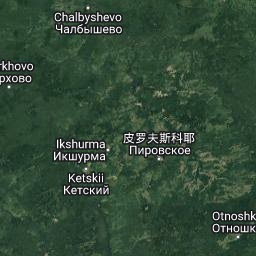 Chalbyshevo
Чалбышево
rkhovo
рхово
Ikshurma
Икшурма
皮罗夫斯科耶
Пировское
Ketskii
Кетский
Otnoshk
Отношк